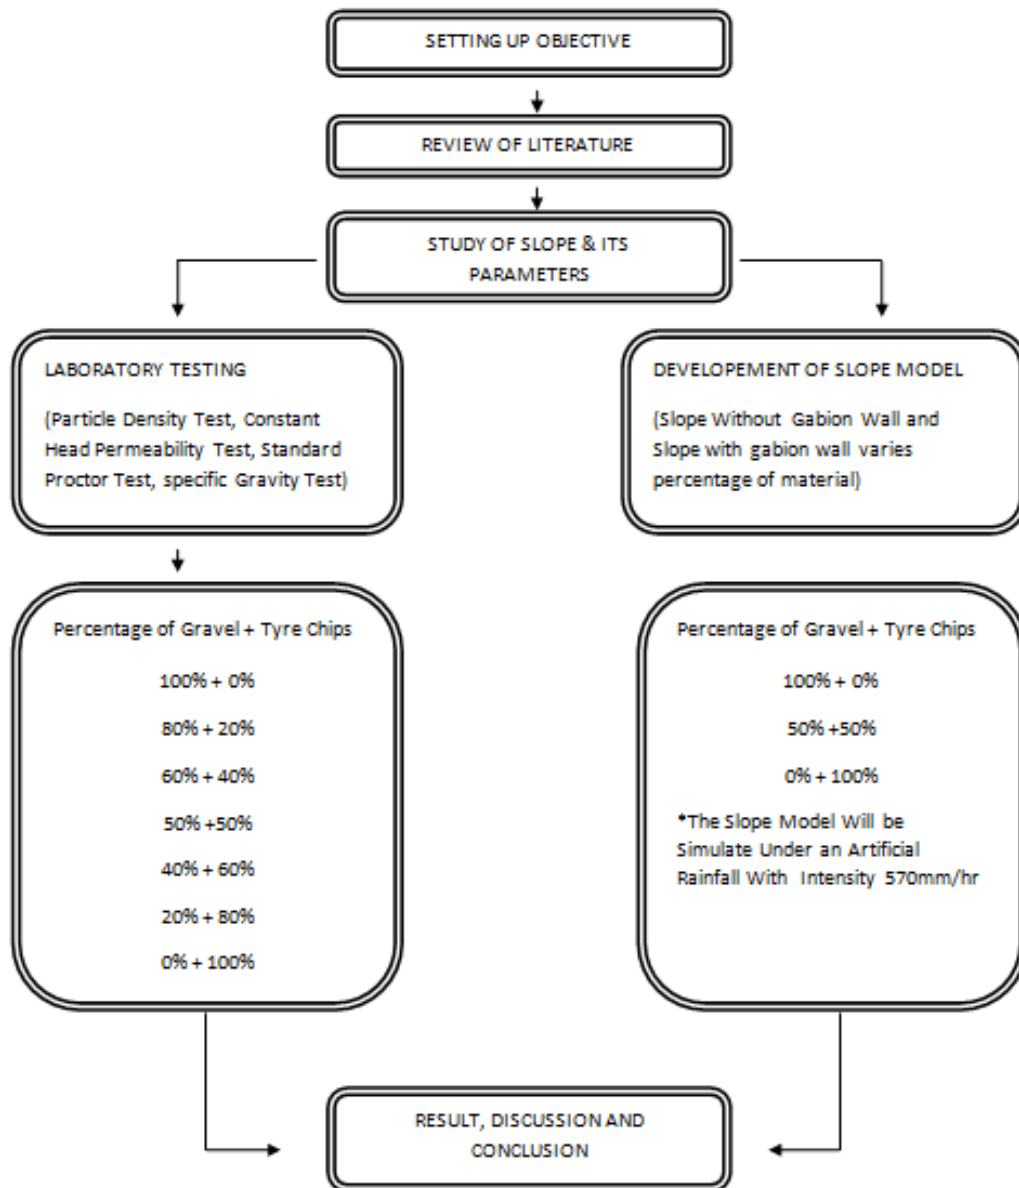 SETTING UP OBJECTIVE
REVIEW OF LITERATURE
STUDY OF SLOPE & ITS
PARAMETERS
LABORATORY TESTING
(Particle Density Test, Constant
Head Permeability Test, Standard
Proctor Test, specific Gravity Test)
DEVELOPEMENT OF SLOPE MODEL
(Slope Without Gabion Wall and
Slope with gabion wall varies
percentage of material)
Percentage of Gravel + Tyre Chips
100% + 0%
80% + 20%
60% + 40%
50% +50%
40% + 60%
20% + 80%
0% + 100%
Percentage of Gravel + Tyre Chips
100% + 0%
50% +50%
0% + 100%
*The Slope Model Will be
Simulate Under an Artificial
Rainfall With Intensity 570mm/hr
RESULT, DISCUSSION AND
CONCLUSION